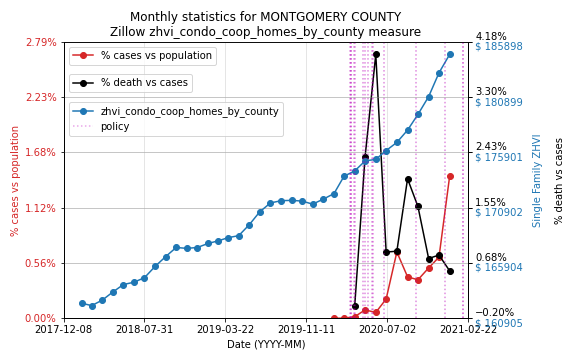 Monthly statistics for MONTGOMERY COUNTY
Zillow zhvi_condo_coop_homes_by_county measure
% cases vs population
% death vs cases
zhvi_condo_coop_homes_by_county
policy
2.79%
2.23%
1.68%
1.12%
0.56%
0.00%
% cases vs population
4.18%
$ 185898
3.30%
$ 180899
2.43%
$ 175901
1.55%
$ 170902
0.68%
$ 165904
−0.20%
$ 160905
Single Family ZHVI
% death vs cases
2017-12-08
2018-07-31
2019-03-22
2019-11-11
2020-07-02
2021-02-22
Date (YYYY-MM)